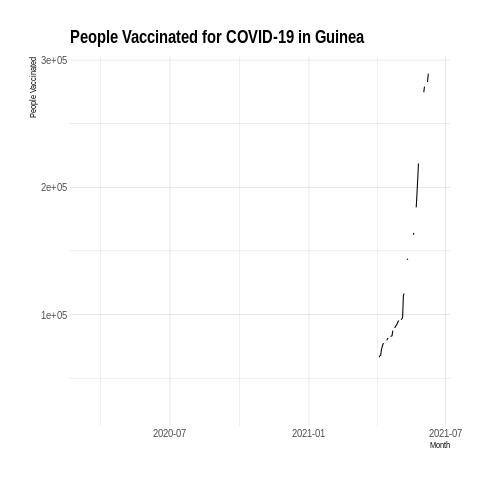 People Vaccinated for COVID-19 in Guinea
People Vaccinated
3e+05
2e+05
1e+05
2020-07
2021-01
2021-07
Month